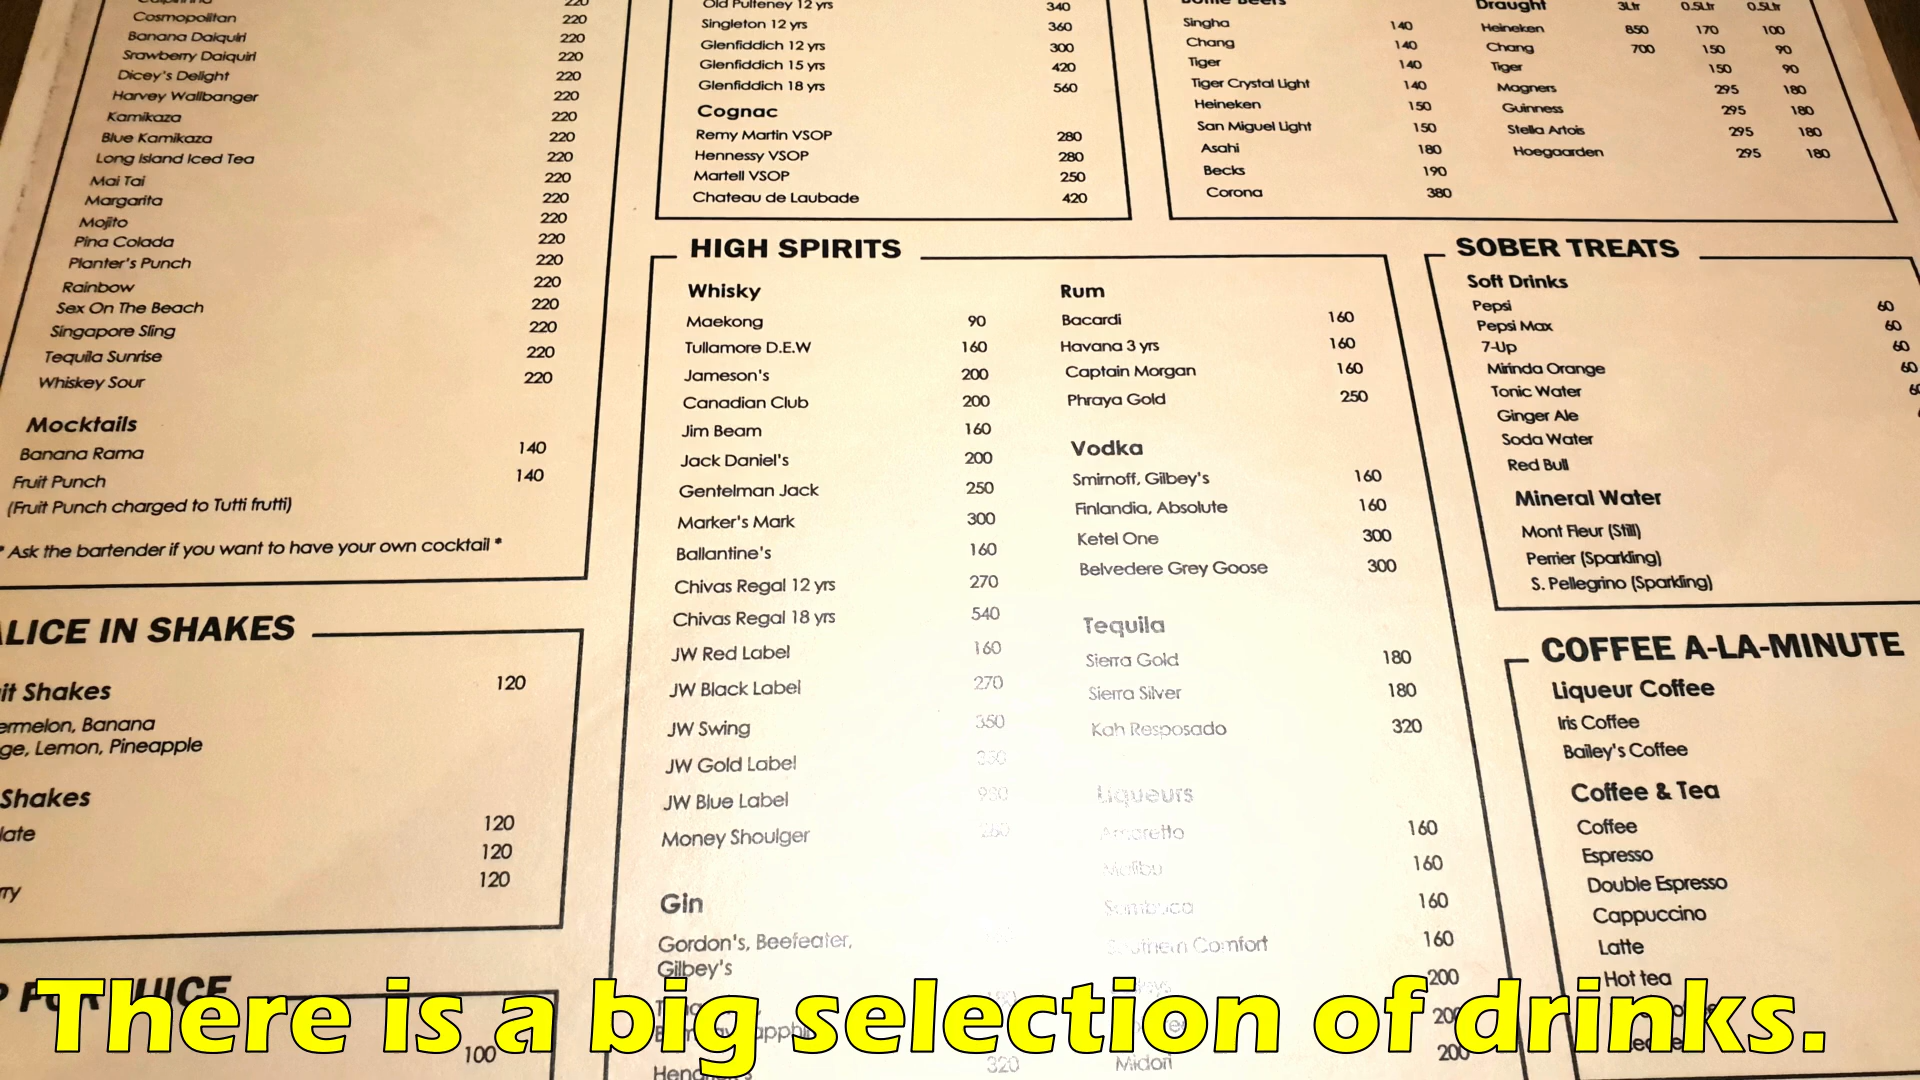 Cosmopolitan 220
Banana Daiquiri 220
Srawberry Daiquiri 220
Dicey's Delight 220
Harvey Wallbanger 220
Kamikaza 220
Blue Kamikaza 220
Long Island Iced Tea 220
Mai Tai 220
Margarita 220
Mojito 220
Pina Colada 220
Planter's Punch 220
Rainbow 220
Sex On The Beach 220
Singapore Sling 220
Tequila Sunrise 220
Whiskey Sour 220
Mocktails
Banana Rama 140
Fruit Punch 140
(Fruit Punch charged to Tutti frutti)
* Ask the bartender if you want to have your own cocktail *
LICE IN SHAKES
it Shakes 120
ermelon, Banana
ge, Lemon, Pineapple
Shakes
late 120
120
rry 120
100
Old Pulteney 12 yrs 340
Singleton 12 yrs 360
Glenfiddich 12 yrs 300
Glenfiddich 15 yrs 420
Glenfiddich 18 yrs 560
Cognac
Remy Martin VSOP 280
Hennessy VSOP 280
Martell VSOP 250
Chateau de Laubade 420
HIGH SPIRITS
Whisky
Maekong 90
Tullamore D.E.W 160
Jameson's 200
Canadian Club 200
Jim Beam 160
Jack Daniel's 200
Gentelman Jack 250
Marker's Mark 300
Ballantine's 160
Chivas Regal 12 yrs 270
Chivas Regal 18 yrs 540
JW Red Label 160
JW Black Label 270
JW Swing 350
JW Gold Label 350
JW Blue Label
Money Shoulger
Gin
Gordon's, Beefeater,
Gilbey's
320
Rum
Bacardi 160
Havana 3 yrs 160
Captain Morgan 160
Phraya Gold 250
Vodka
Smirnoff, Gilbey's 160
Finlandia, Absolute 160
Ketel One 300
Belvedere Grey Goose 300
Tequila
Sierra Gold 180
Sierra Silver 180
Kah Resposado 320
Liqueurs
Amaretto 160
Malibu 160
Sambuca 160
Southern Comfort 160
200
200
Midori 200
Bottle Beers
Singha 140
Chang 140
Tiger 140
Tiger Crystal Light 140
Heineken 150
San Miguel Light 150
Asahi 180
Becks 190
Corona 380
Draught 3Ltr 0.5Ltr 0.5Ltr
Heineken 850 170 100
Chang 700 150 90
Tiger 150 90
Magners 295 180
Guinness 295 180
Stella Artois 295 180
Hoegaarden 295 180
SOBER TREATS
Soft Drinks
Pepsi 60
Pepsi Max 60
7-Up 60
Mirinda Orange 60
Tonic Water
Ginger Ale
Soda Water
Red Bull
Mineral Water
Mont Fleur (Still)
Perrier (Sparkling)
S. Pellegrino (Sparkling)
COFFEE A-LA-MINUTE
Liqueur Coffee
Iris Coffee
Bailey's Coffee
Coffee & Tea
Coffee
Espresso
Double Espresso
Cappuccino
Latte
Hot tea
There is a big selection of drinks.